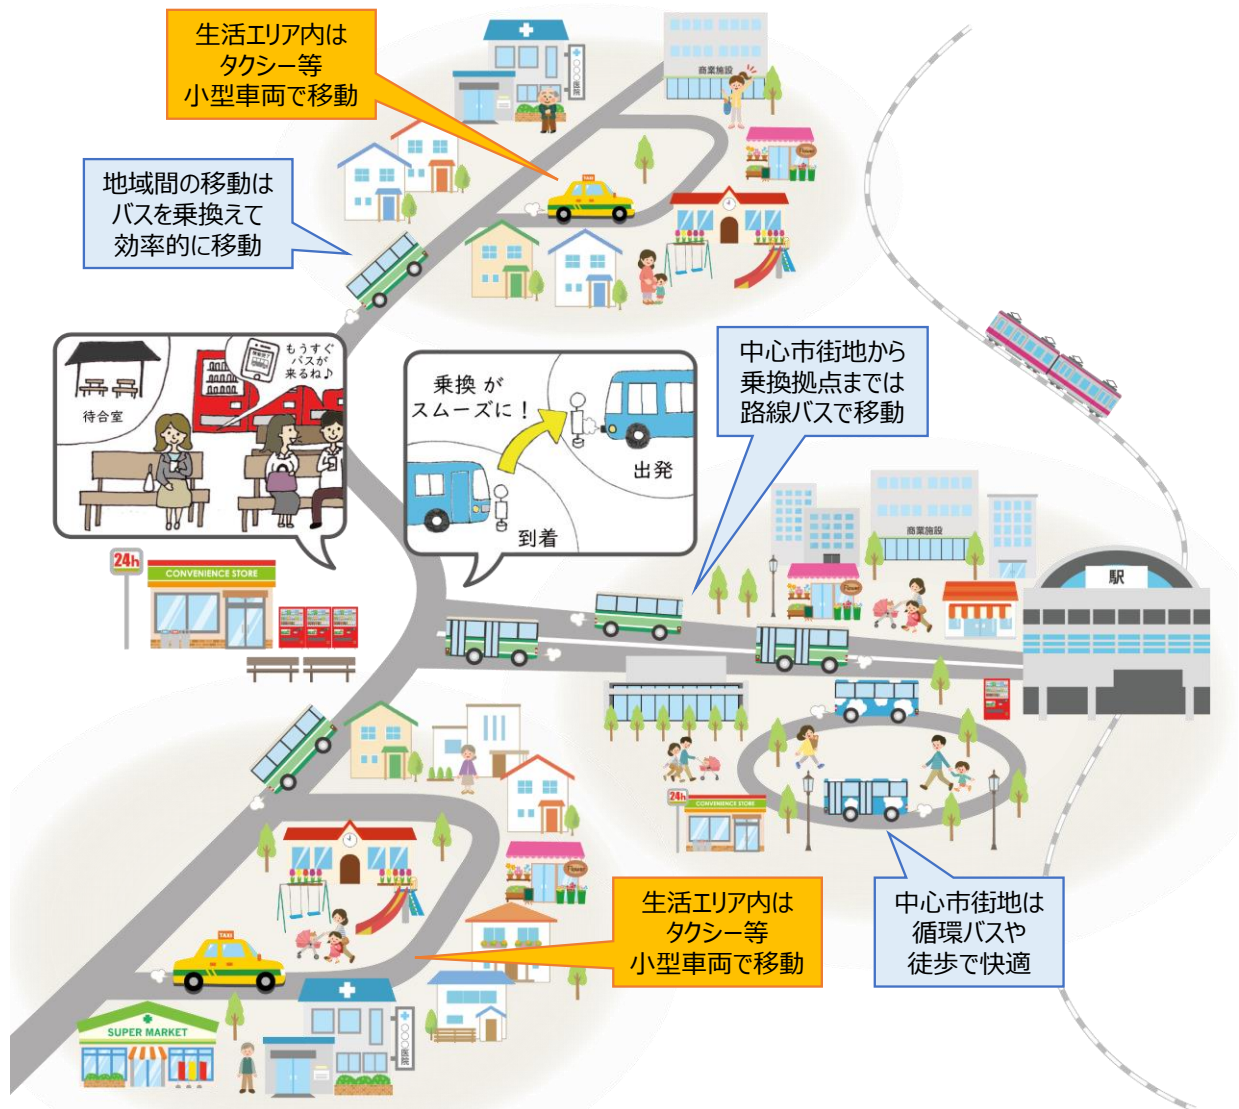 生活エリア内は
タクシー等
小型車両で移動
○○○医院
商業施設
Flower
TAXI
地域間の移動は
バスを乗換えて
効率的に移動
もうすぐ
バスが
来るね♪
待合室
乗換 が
スムーズに！
出発
到着
中心市街地から
乗換拠点までは
路線バスで移動
商業施設
駅
Flower
24h
CONVENIENCE STORE
24h
CONVENIENCE STORE
Flower
生活エリア内は
タクシー等
小型車両で移動
中心市街地は
循環バスや
徒歩で快適
TAXI
SUPER MARKET
○○○医院